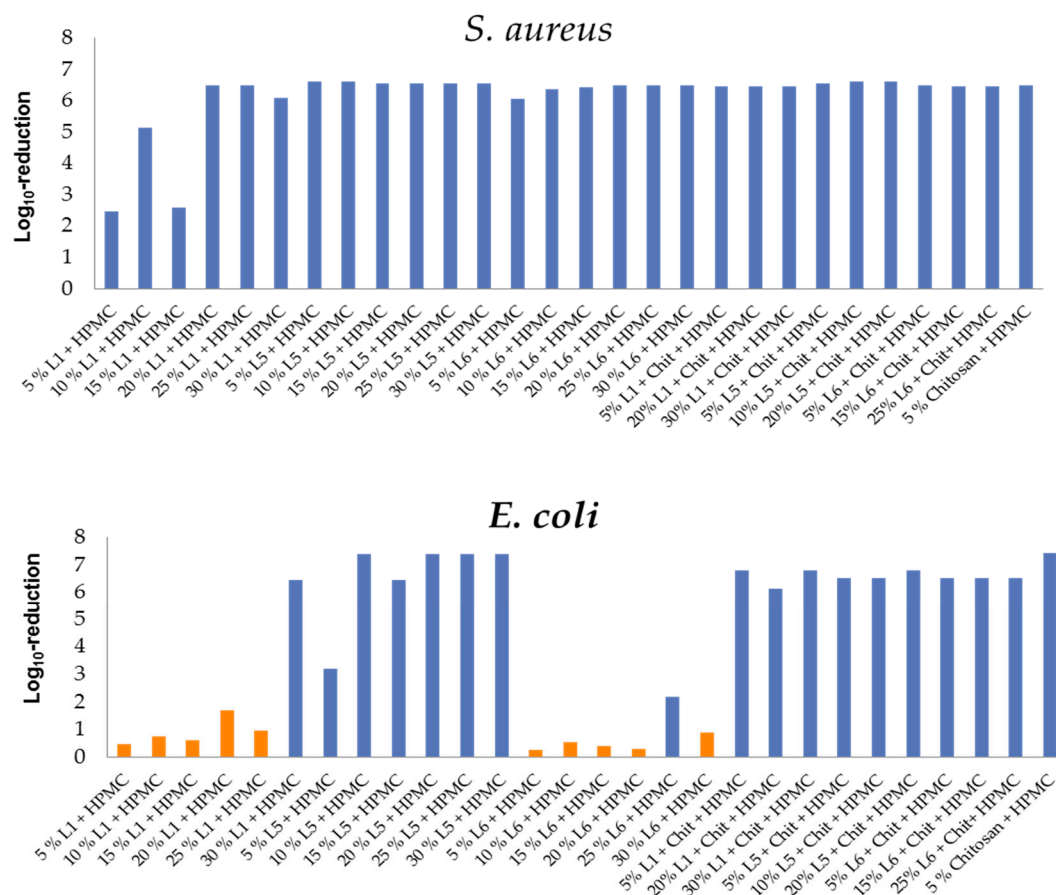 S. aureus
Log₁₀-reduction
8
7
6
5
4
3
2
1
0
5 % L1 + HPMC
10 % L1 + HPMC
15 % L1 + HPMC
20 % L1 + HPMC
25 % L1 + HPMC
30 % L1 + HPMC
5 % L5 + HPMC
10 % L5 + HPMC
15 % L5 + HPMC
20 % L5 + HPMC
25 % L5 + HPMC
30 % L5 + HPMC
5 % L6 + HPMC
10 % L6 + HPMC
15 % L6 + HPMC
20 % L6 + HPMC
25 % L6 + HPMC
30 % L6 + HPMC
5% L1 + Chit + HPMC
20% L1 + Chit + HPMC
30% L1 + Chit + HPMC
5% L5 + Chit + HPMC
10% L5 + Chit + HPMC
20% L5 + Chit + HPMC
5% L6 + Chit + HPMC
15% L6 + Chit + HPMC
25% L6 + Chit+ HPMC
5 % Chitosan + HPMC
E. coli
Log₁₀-reduction
8
7
6
5
4
3
2
1
0
5 % L1 + HPMC
10 % L1 + HPMC
15 % L1 + HPMC
20 % L1 + HPMC
25 % L1 + HPMC
30 % L1 + HPMC
5 % L5 + HPMC
10 % L5 + HPMC
15 % L5 + HPMC
20 % L5 + HPMC
25 % L5 + HPMC
30 % L5 + HPMC
5 % L6 + HPMC
10 % L6 + HPMC
15 % L6 + HPMC
20 % L6 + HPMC
25 % L6 + HPMC
30 % L6 + HPMC
5% L1 + Chit + HPMC
20% L1 + Chit + HPMC
30% L1 + Chit + HPMC
5% L5 + Chit + HPMC
10% L5 + Chit + HPMC
20% L5 + Chit + HPMC
5% L6 + Chit + HPMC
15% L6 + Chit + HPMC
25% L6 + Chit+ HPMC
5 % Chitosan + HPMC